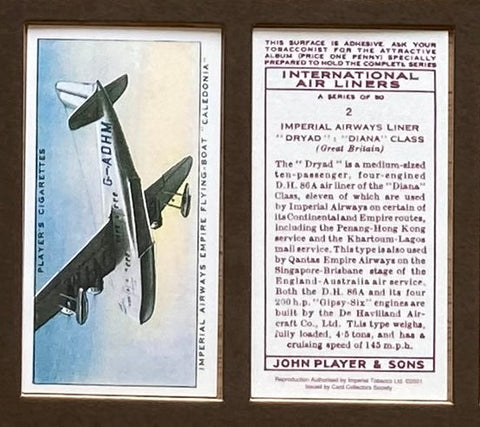 PLAYER'S CIGARETTES
G-ADHM
IMPERIAL AIRWAYS EMPIRE FLYING-BOAT "CALEDONIA"
THIS SURFACE IS ADHESIVE. ASK YOUR
TOBACCONIST FOR THE ATTRACTIVE
ALBUM (PRICE ONE PENNY) SPECIALLY
PREPARED TO HOLD THE COMPLETE SERIES
INTERNATIONAL
AIR LINERS
A SERIES OF 80
2
IMPERIAL AIRWAYS LINER
"DRYAD": "DIANA" CLASS
(Great Britain)
The "Dryad" is a medium-sized
ten-passenger, four-engined
D.H. 86A air liner of the "Diana"
Class, eleven of which are used
by Imperial Airways on certain of
its Continental and Empire routes,
including the Penang-Hong Kong
service and the Khartoum-Lagos
mail service. This type is also used
by Qantas Empire Airways on the
Singapore-Brisbane stage of the
England-Australia air service.
Both the D.H. 86A and its four
200 h.p. "Gipsy-Six" engines are
built by the De Havilland Air-
craft Co., Ltd. This type weighs,
fully loaded, 4·5 tons, and has a
cruising speed of 145 m.p.h.
JOHN PLAYER & SONS
Reproduction Authorised by Imperial Tobacco Ltd. ©2001
Issued by Card Collectors Society